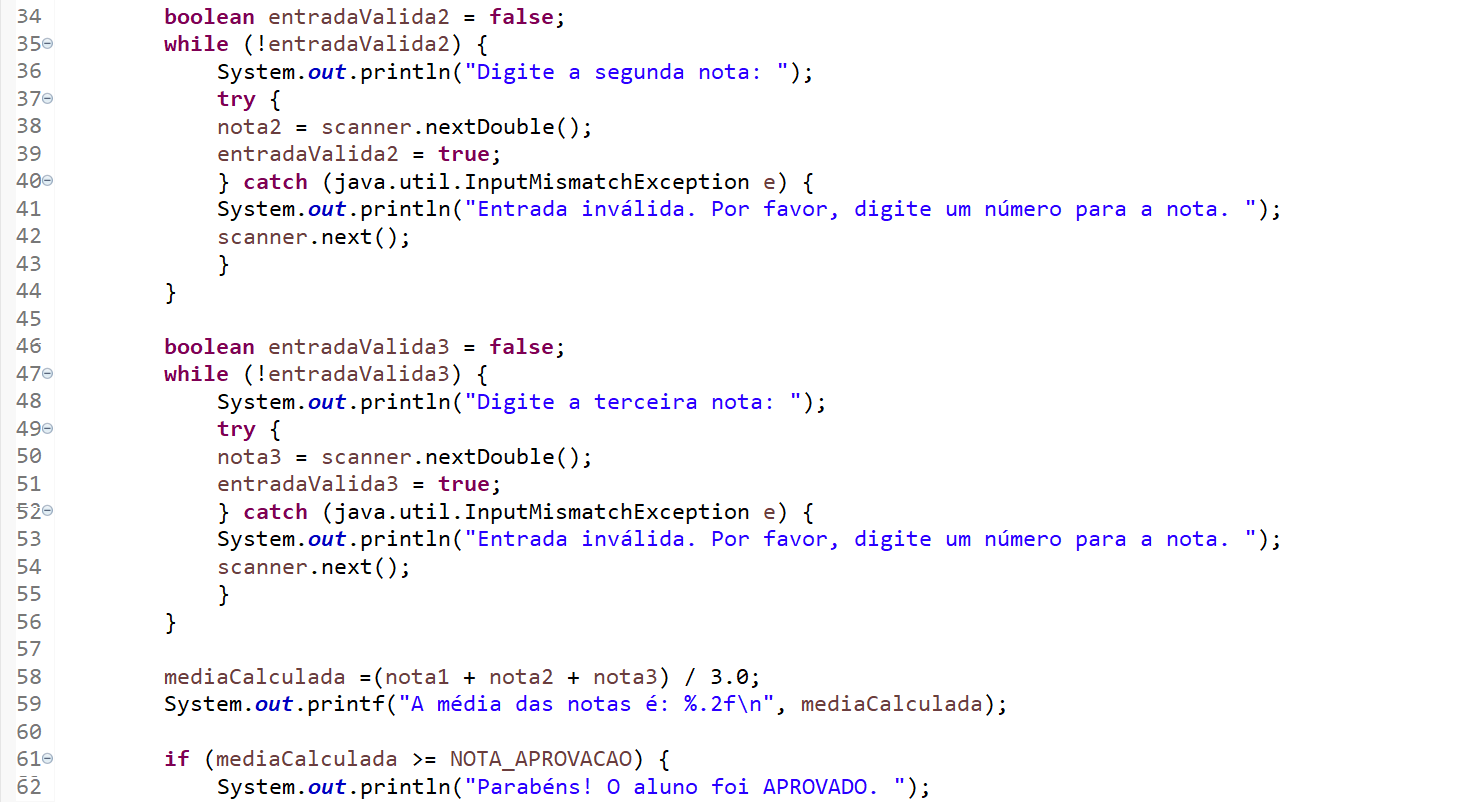 34 boolean entradaValida2 = false;
35 while (!entradaValida2) {
36 System.out.println("Digite a segunda nota: ");
37 try {
38 nota2 = scanner.nextDouble();
39 entradaValida2 = true;
40 } catch (java.util.InputMismatchException e) {
41 System.out.println("Entrada inválida. Por favor, digite um número para a nota. ");
42 scanner.next();
43 }
44 }
45
46 boolean entradaValida3 = false;
47 while (!entradaValida3) {
48 System.out.println("Digite a terceira nota: ");
49 try {
50 nota3 = scanner.nextDouble();
51 entradaValida3 = true;
52 } catch (java.util.InputMismatchException e) {
53 System.out.println("Entrada inválida. Por favor, digite um número para a nota. ");
54 scanner.next();
55 }
56 }
57
58 mediaCalculada =(nota1 + nota2 + nota3) / 3.0;
59 System.out.printf("A média das notas é: %.2f\n", mediaCalculada);
60
61 if (mediaCalculada >= NOTA_APROVACAO) {
62 System.out.println("Parabéns! O aluno foi APROVADO. ");